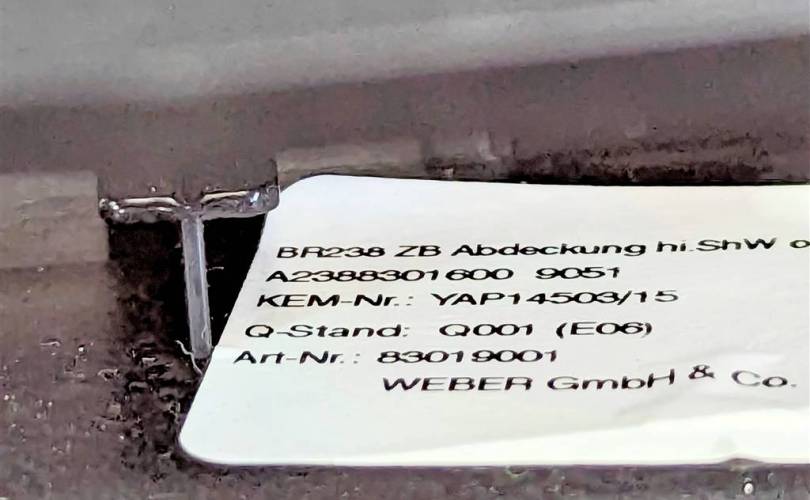 BR238 ZB Abdeckung hi.ShW
A2388301600 9051
KEM-Nr.: YAP14503/15
Q-Stand: Q001 (E06)
Art-Nr.: 83019001
WEBER GmbH & Co.